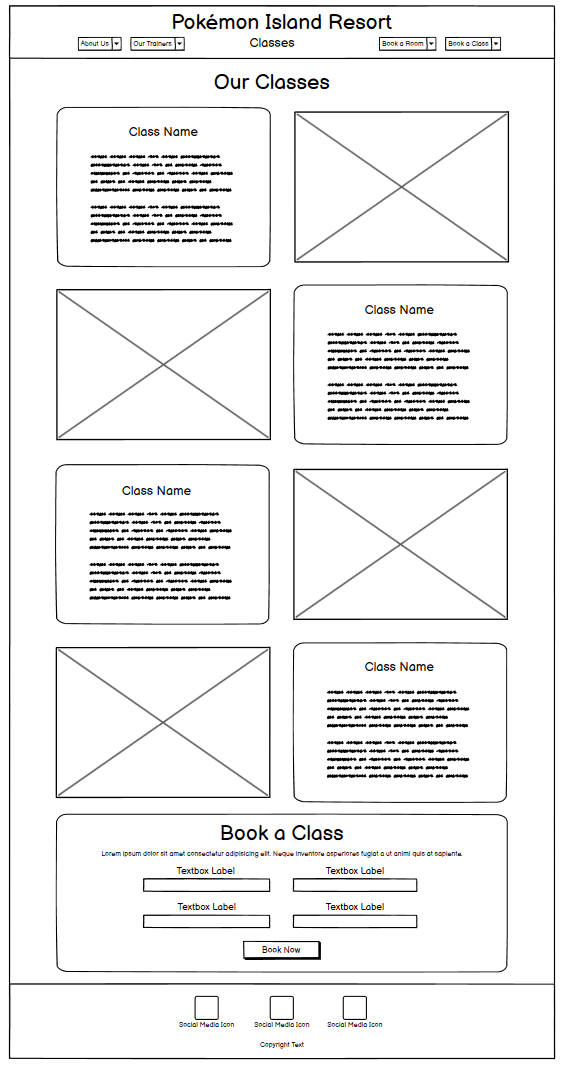 Pokémon Island Resort
About Us Our Trainers Classes Book a Room Book a Class
Our Classes
Class Name
Class Name
Class Name
Class Name
Book a Class
Lorem ipsum dolor sit amet consectetur adipisicing elit. Neque inventore asperiores fugiat a ut animi quis at sapiente.
Textbox Label Textbox Label
Textbox Label Textbox Label
Book Now
Social Media Icon Social Media Icon Social Media Icon
Copyright Text